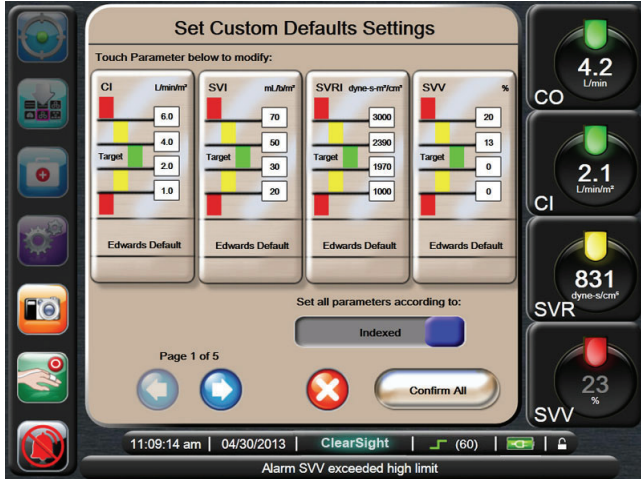 Set Custom Defaults Settings
Touch Parameter below to modify:
CI L/min/m²
6.0
4.0
Target
2.0
1.0
Edwards Default
SVI mL/b/m²
70
50
Target
30
20
Edwards Default
SVRI dyne-s-m²/cm⁵
3000
2390
Target
1970
1000
Edwards Default
SVV %
20
13
Target
0
0
Edwards Default
Set all parameters according to:
Indexed
Page 1 of 5
Confirm All
4.2
L/min
CO
2.1
L/min/m²
CI
831
dyne-s/cm⁵
SVR
23
%
SVV
11:09:14 am | 04/30/2013 | ClearSight | (60)
Alarm SVV exceeded high limit